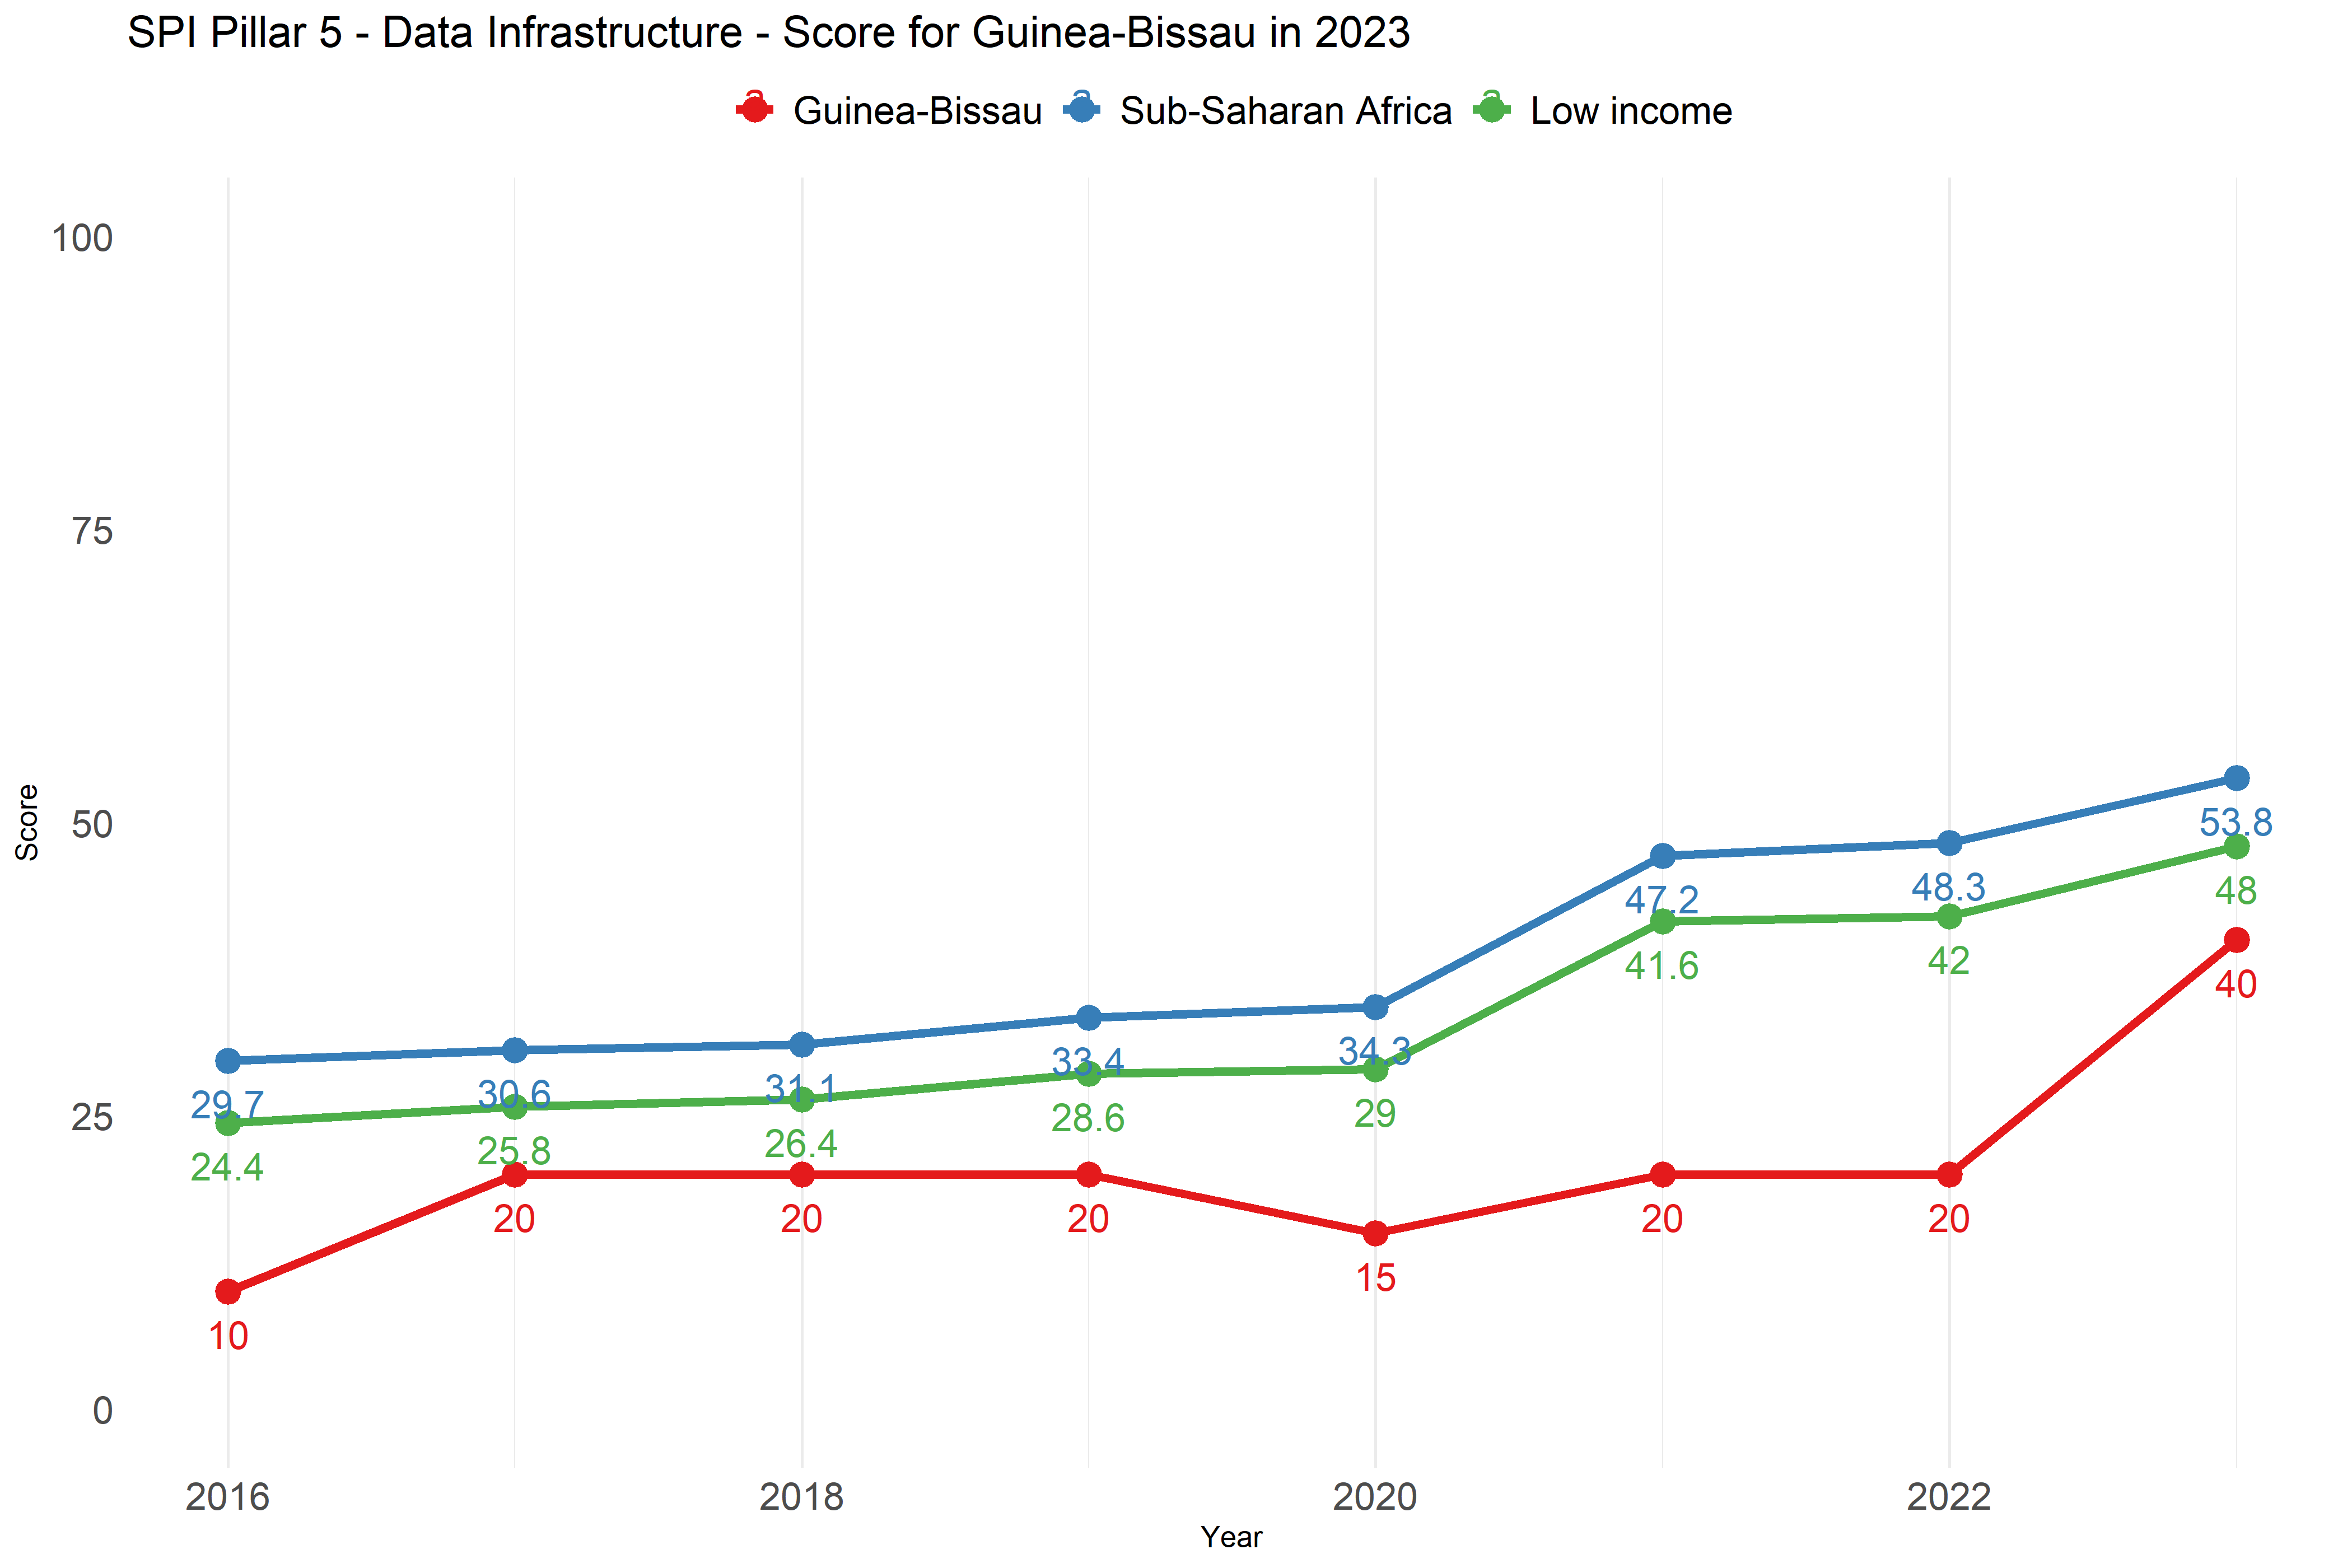 SPI Pillar 5 - Data Infrastructure - Score for Guinea-Bissau in 2023
Guinea-Bissau Sub-Saharan Africa Low income
100
75
50
25
0
Score
29.7 30.6 31.1 33.4 34.3 47.2 48.3 53.8
24.4 25.8 26.4 28.6 29 41.6 42 48
10 20 20 20 15 20 20 40
2016 2018 2020 2022
Year